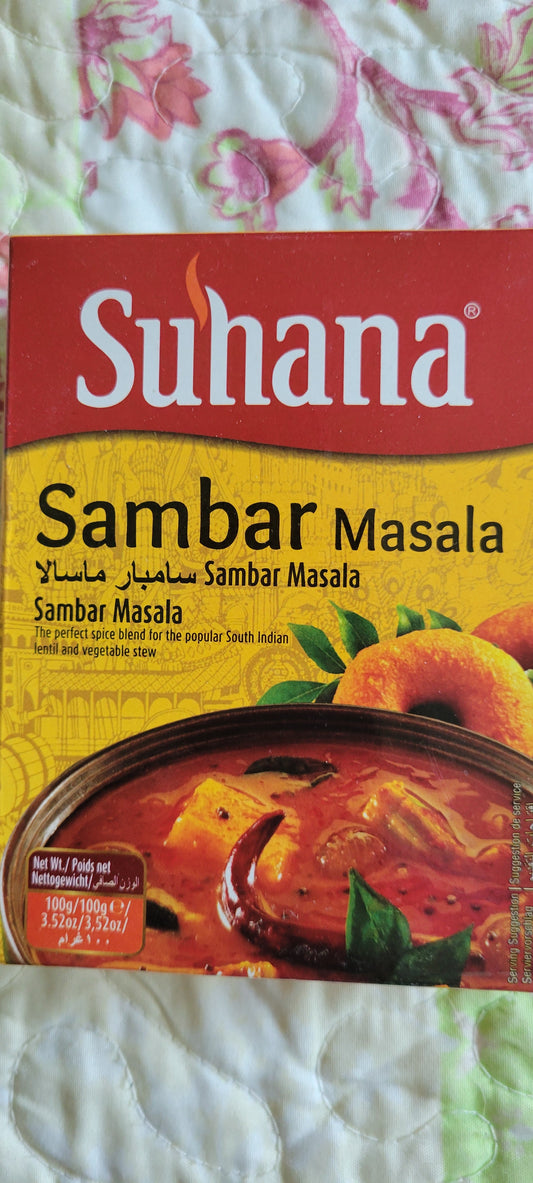 Suhana®
Sambar Masala
سامبار ماسالا Sambar Masala
Sambar Masala
The perfect spice blend for the popular South Indian
lentil and vegetable stew
Net Wt./ Poids net
Nettogewicht/ الوزن الصافي
100g/100g ℮/
3.52oz/3,52oz/
١٠٠ غرام
Serving Suggestion | Suggestion de service
Serviervorschlag |